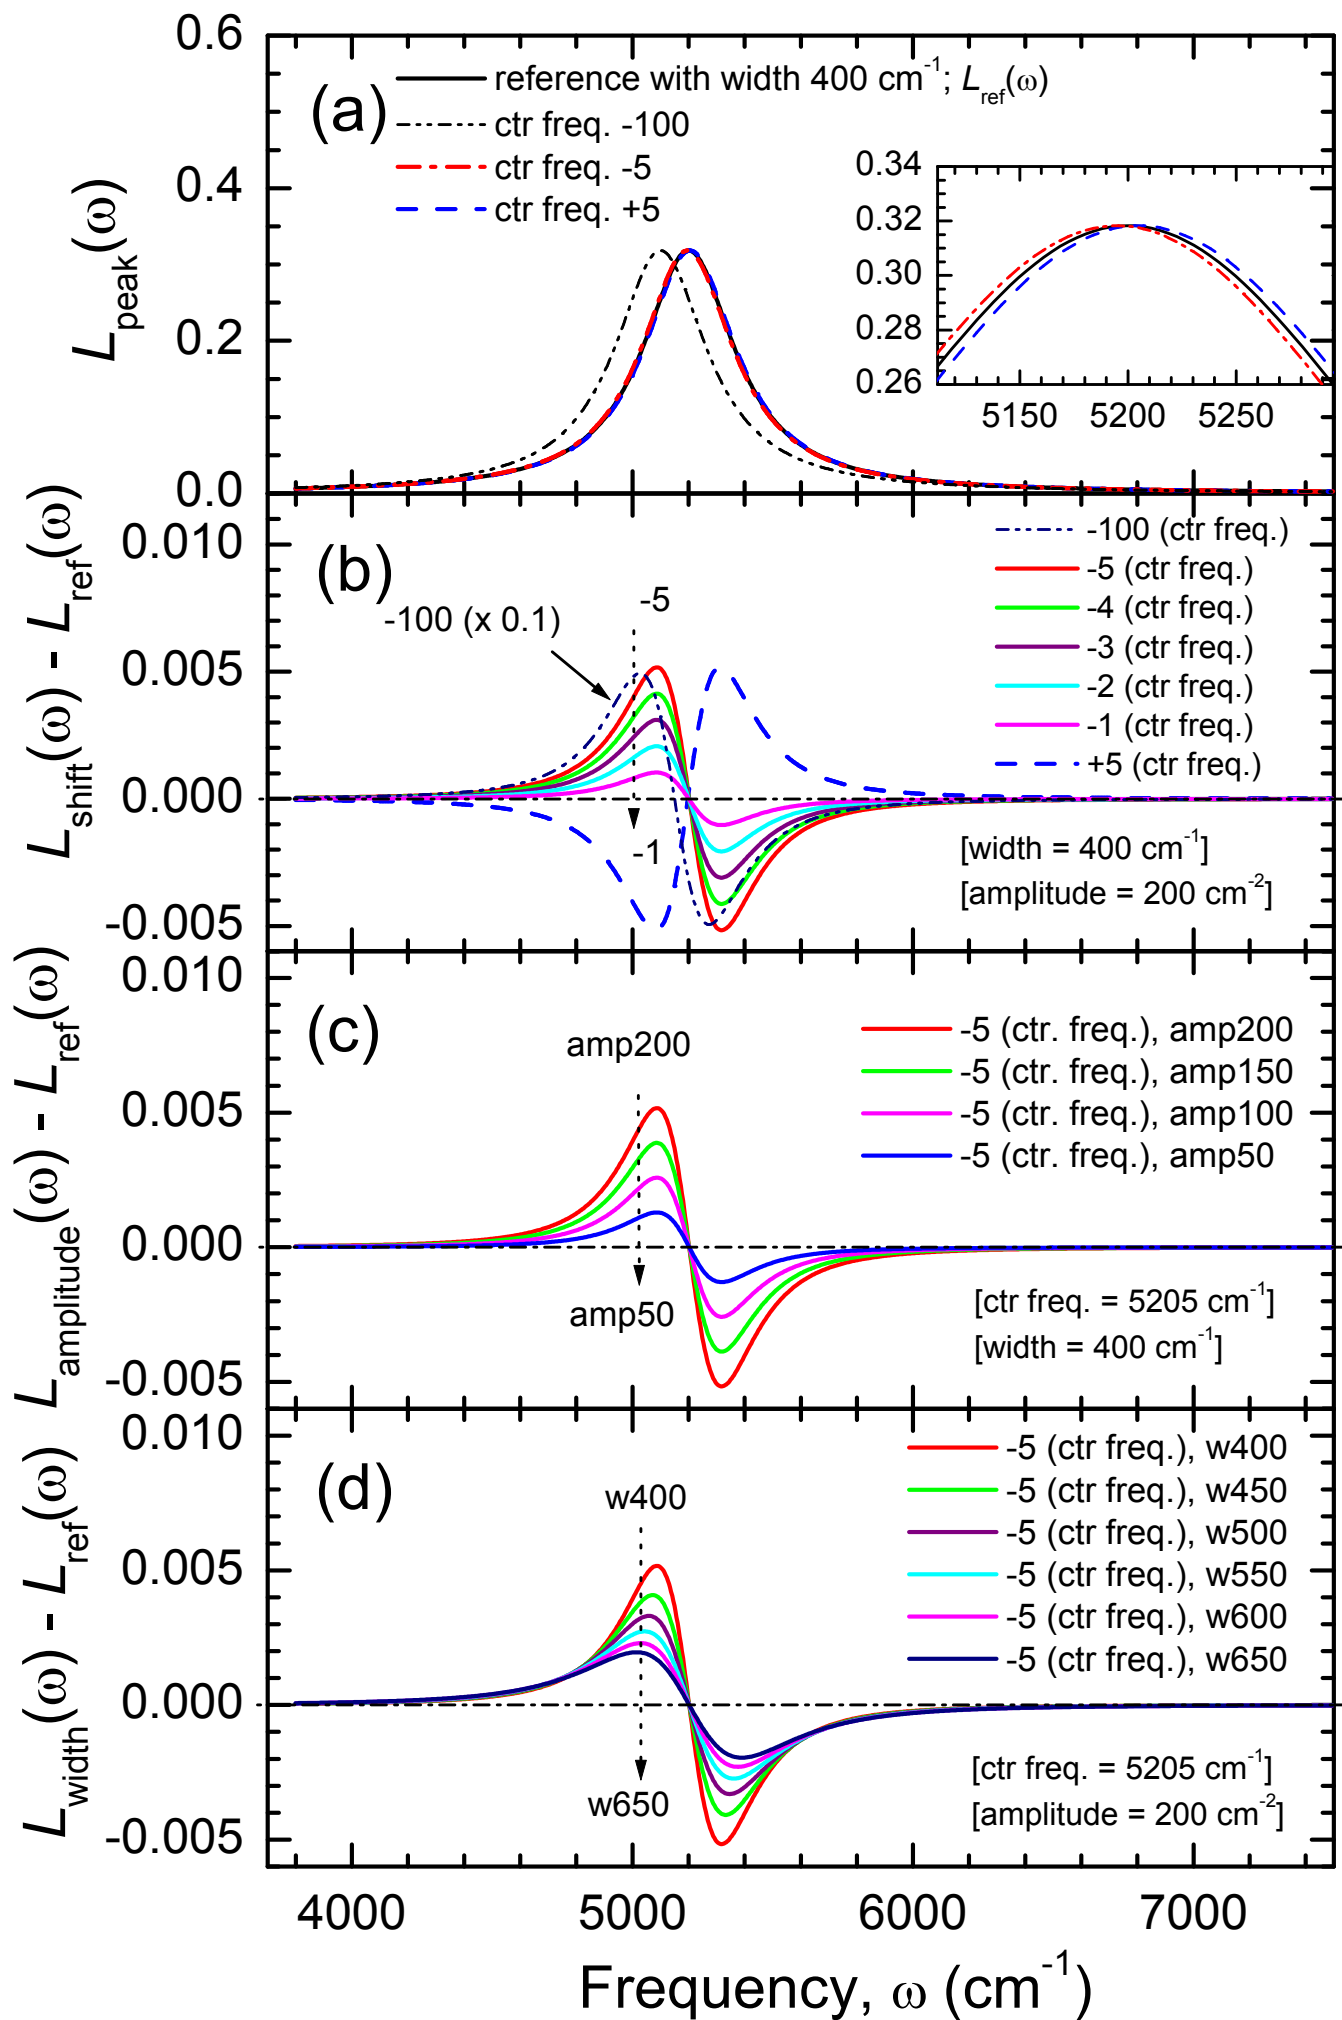 0.6
0.4
0.2
0.0
L_peak(ω)
(a)
reference with width 400 cm⁻¹; L_ref(ω)
ctr freq. -100
ctr freq. -5
ctr freq. +5
0.34
0.32
0.30
0.28
0.26
5150 5200 5250
0.010
0.005
0.000
-0.005
L_shift(ω) - L_ref(ω)
(b)
-100 (x 0.1)
-5
-1
-100 (ctr freq.)
-5 (ctr freq.)
-4 (ctr freq.)
-3 (ctr freq.)
-2 (ctr freq.)
-1 (ctr freq.)
+5 (ctr freq.)
[width = 400 cm⁻¹]
[amplitude = 200 cm⁻²]
0.010
0.005
0.000
-0.005
L_amplitude(ω) - L_ref(ω)
(c)
amp200
amp50
-5 (ctr. freq.), amp200
-5 (ctr. freq.), amp150
-5 (ctr. freq.), amp100
-5 (ctr. freq.), amp50
[ctr freq. = 5205 cm⁻¹]
[width = 400 cm⁻¹]
0.010
0.005
0.000
-0.005
L_width(ω) - L_ref(ω)
(d)
w400
w650
-5 (ctr freq.), w400
-5 (ctr freq.), w450
-5 (ctr freq.), w500
-5 (ctr freq.), w550
-5 (ctr freq.), w600
-5 (ctr freq.), w650
[ctr freq. = 5205 cm⁻¹]
[amplitude = 200 cm⁻²]
4000 5000 6000 7000
Frequency, ω (cm⁻¹)